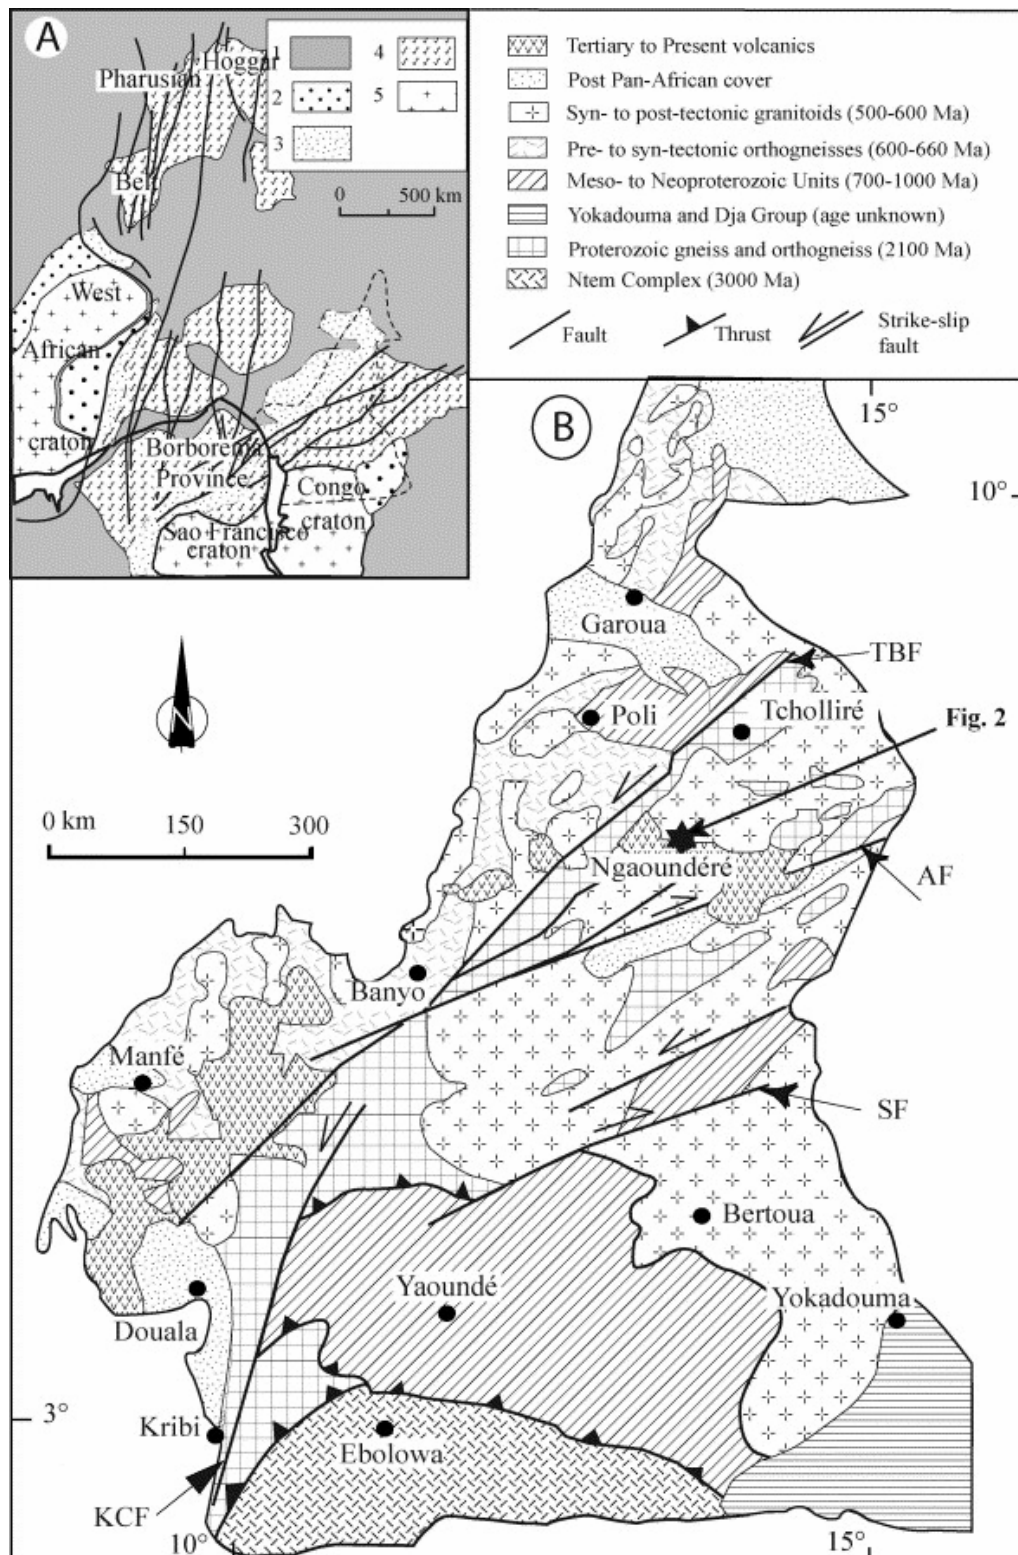 A
Hoggar
Pharusian
Belt
1
2
3
4
5
0 500 km
West
African
craton
Borborema
Province
Congo
craton
Sao Francisco
craton
Tertiary to Present volcanics
Post Pan-African cover
Syn- to post-tectonic granitoids (500-600 Ma)
Pre- to syn-tectonic orthogneisses (600-660 Ma)
Meso- to Neoproterozoic Units (700-1000 Ma)
Yokadouma and Dja Group (age unknown)
Proterozoic gneiss and orthogneiss (2100 Ma)
Ntem Complex (3000 Ma)
Fault
Thrust
Strike-slip
fault
B
15°
10°
N
0 km 150 300
Garoua
TBF
Poli
Tcholliré
Fig. 2
Ngaoundéré
AF
Banyo
Manfé
SF
Bertoua
Yaoundé
Yokadouma
Douala
3°
Kribi
Ebolowa
KCF
10°
15°